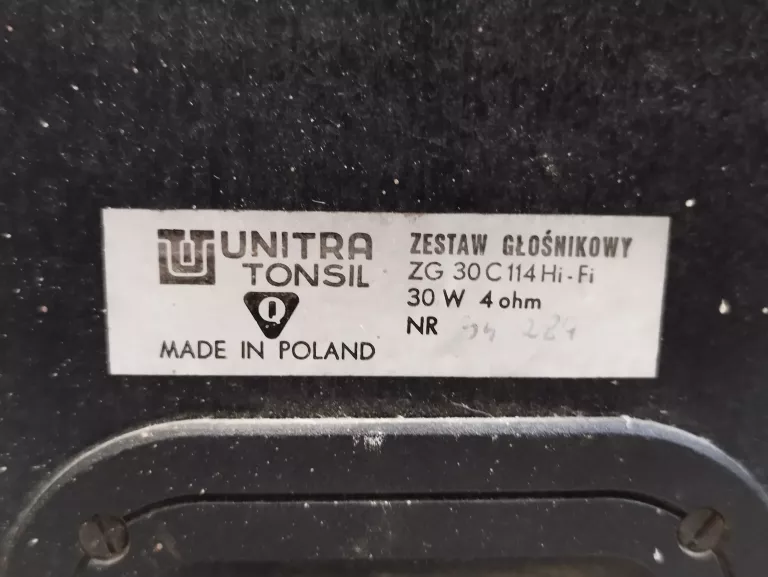 UNITRA
TONSIL
Q
MADE IN POLAND
ZESTAW GŁOŚNIKOWY
ZG 30 C 114 Hi-Fi
30 W 4 ohm
NR